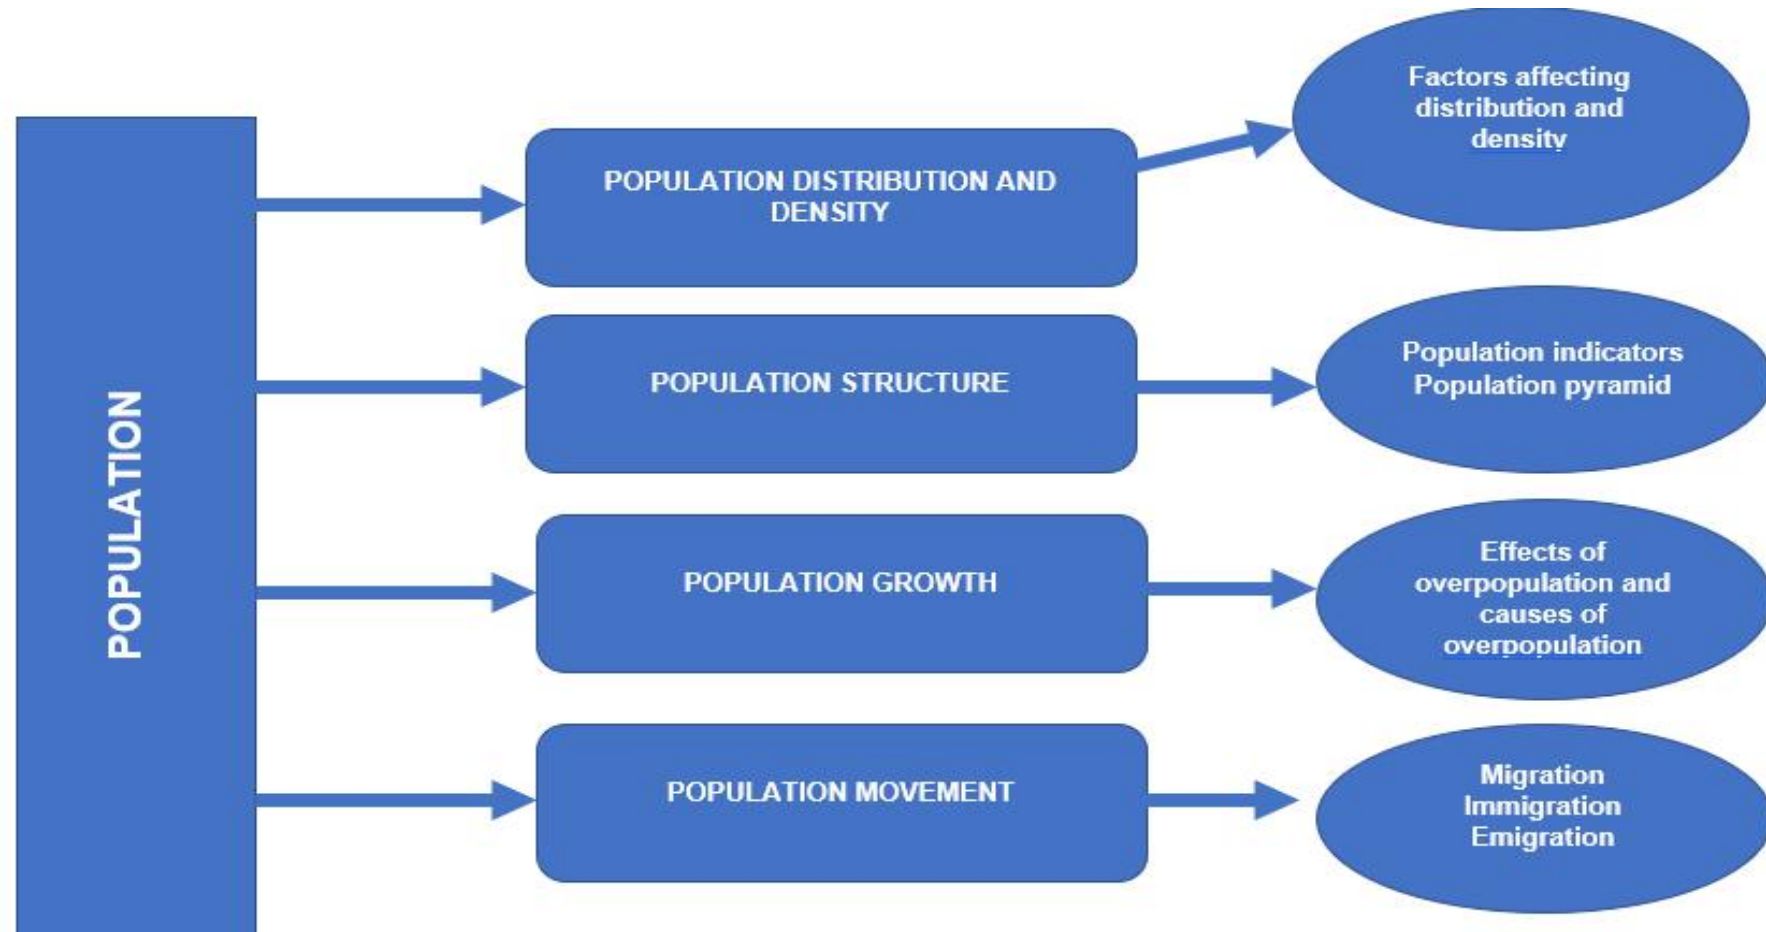 POPULATION
POPULATION DISTRIBUTION AND
DENSITY
Factors affecting
distribution and
density
POPULATION STRUCTURE
Population indicators
Population pyramid
POPULATION GROWTH
Effects of
overpopulation and
causes of
overpopulation
POPULATION MOVEMENT
Migration
Immigration
Emigration